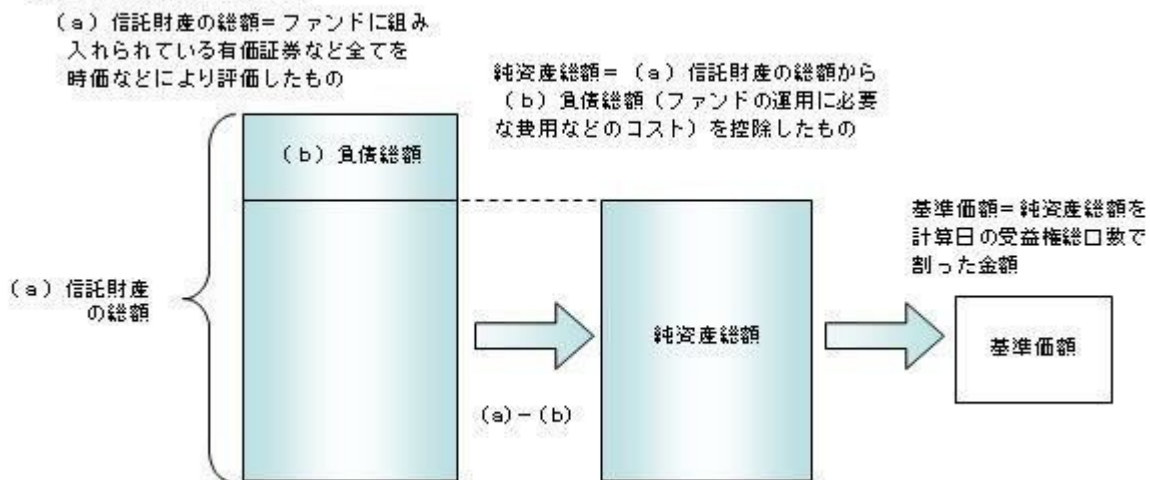 (a)信託財産の総額=ファンドに組み
入れられている有価証券など全てを
時価などにより評価したもの
純資産総額=(a)信託財産の総額から
(b)負債総額(ファンドの運用に必要
な費用などのコスト)を控除したもの
(b)負債総額
基準価額=純資産総額を
計算日の受益権総口数で
割った金額
(a)信託財産
の総額
純資産総額
基準価額
(a)-(b)